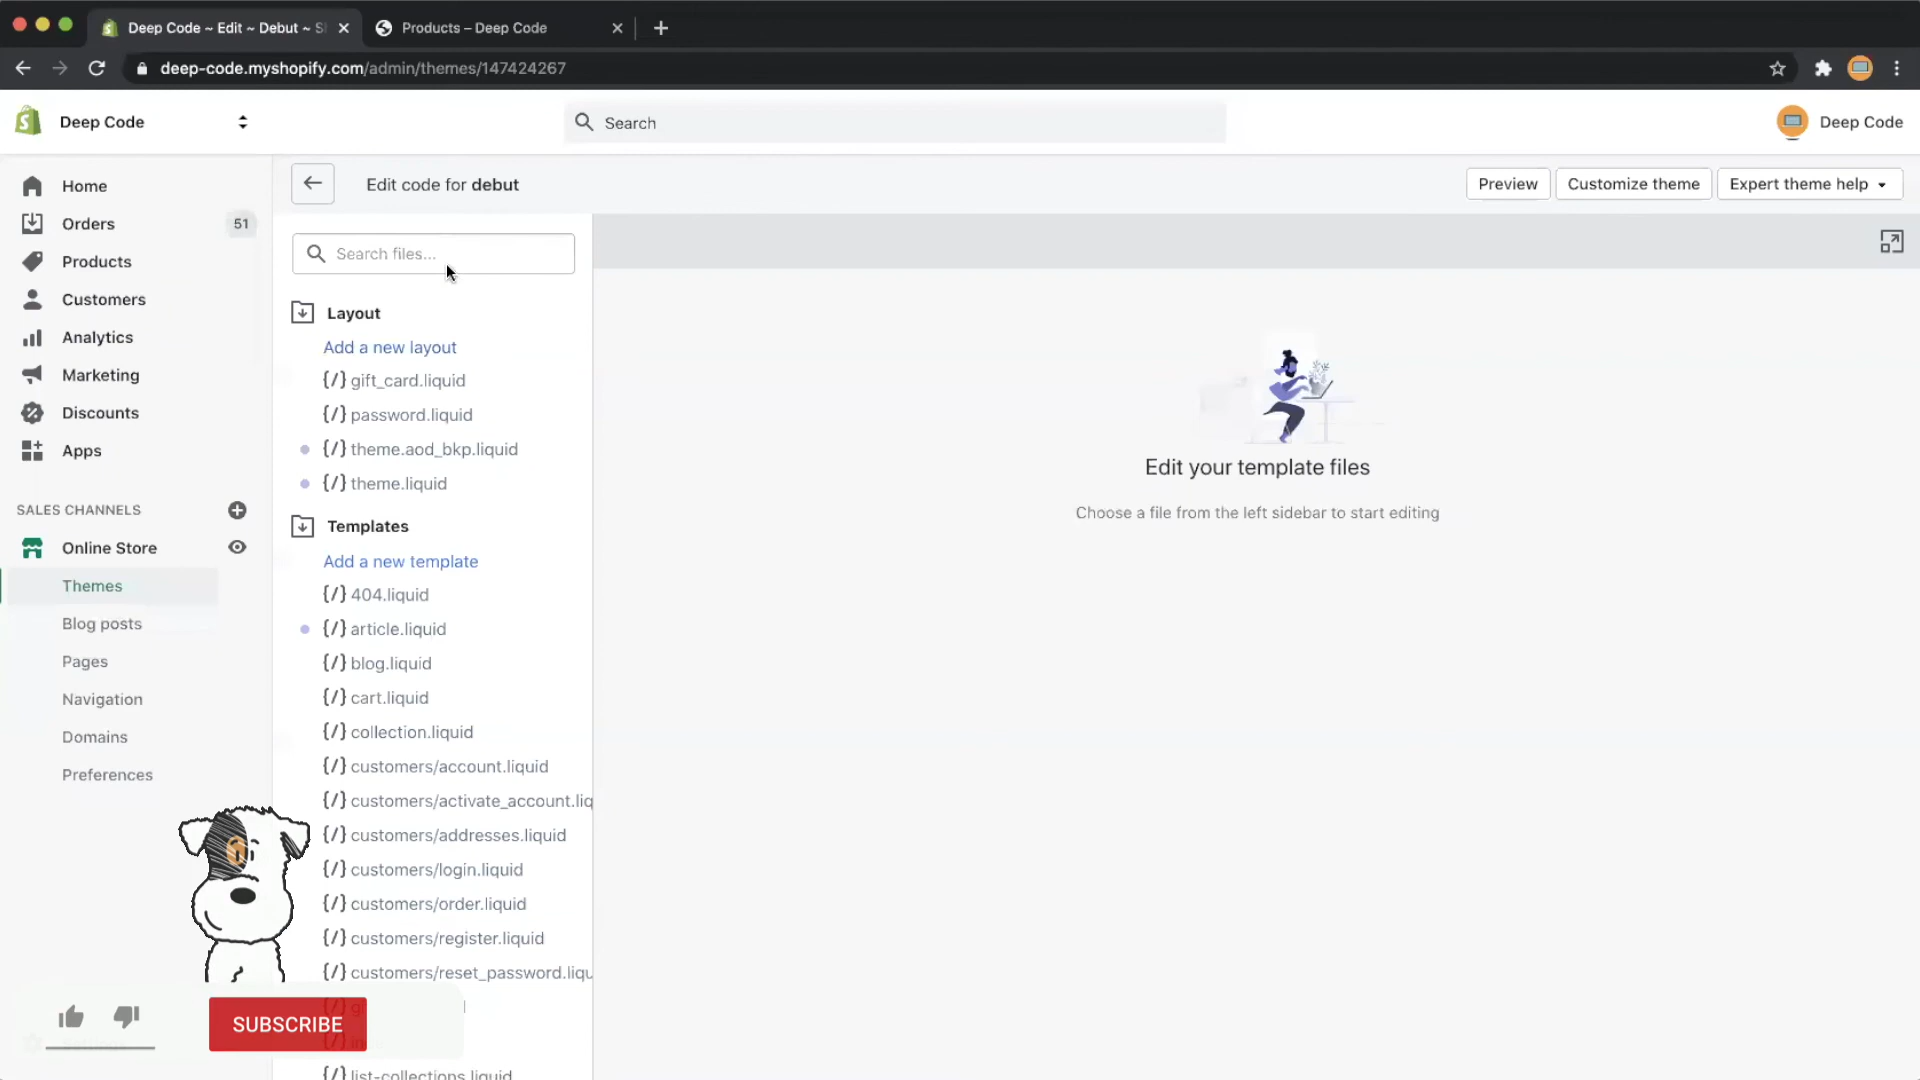 Deep Code ~ Edit ~ Debut ~ S
Products – Deep Code
deep-code.myshopify.com/admin/themes/147424267
Deep Code
Search
Deep Code
Home
Orders 51
Products
Customers
Analytics
Marketing
Discounts
Apps
SALES CHANNELS
Online Store
Themes
Blog posts
Pages
Navigation
Domains
Preferences
Edit code for debut
Preview
Customize theme
Expert theme help
Search files...
Layout
Add a new layout
{/} gift_card.liquid
{/} password.liquid
{/} theme.aod_bkp.liquid
{/} theme.liquid
Templates
Add a new template
{/} 404.liquid
{/} article.liquid
{/} blog.liquid
{/} cart.liquid
{/} collection.liquid
{/} customers/account.liquid
{/} customers/activate_account.liq
{/} customers/addresses.liquid
{/} customers/login.liquid
{/} customers/order.liquid
{/} customers/register.liquid
{/} customers/reset_password.liqu
{/} list-collections.liquid
Edit your template files
Choose a file from the left sidebar to start editing
SUBSCRIBE